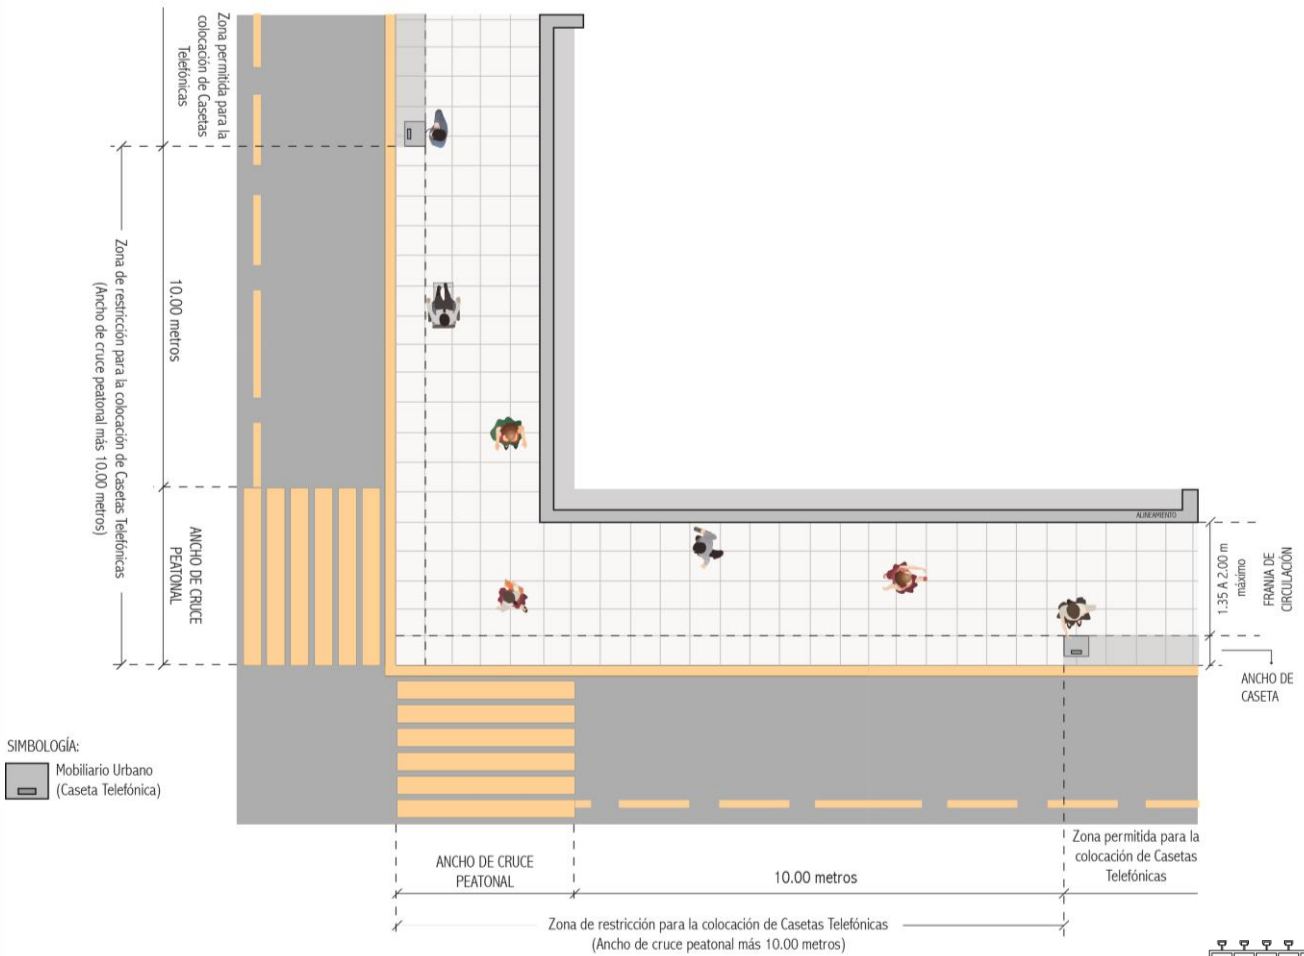 Zona permitida para la
colocación de Casetas
Telefónicas
10.00 metros
Zona de restricción para la colocación de Casetas Telefónicas
(Ancho de cruce peatonal más 10.00 metros)
ANCHO DE CRUCE
PEATONAL
ALINEAMIENTO
1.35 A 2.00 m
máximo
FRANJA DE
CIRCULACIÓN
ANCHO DE
CASETA
SIMBOLOGÍA:
Mobiliario Urbano
(Caseta Telefónica)
ANCHO DE CRUCE
PEATONAL
10.00 metros
Zona permitida para la
colocación de Casetas
Telefónicas
Zona de restricción para la colocación de Casetas Telefónicas
(Ancho de cruce peatonal más 10.00 metros)